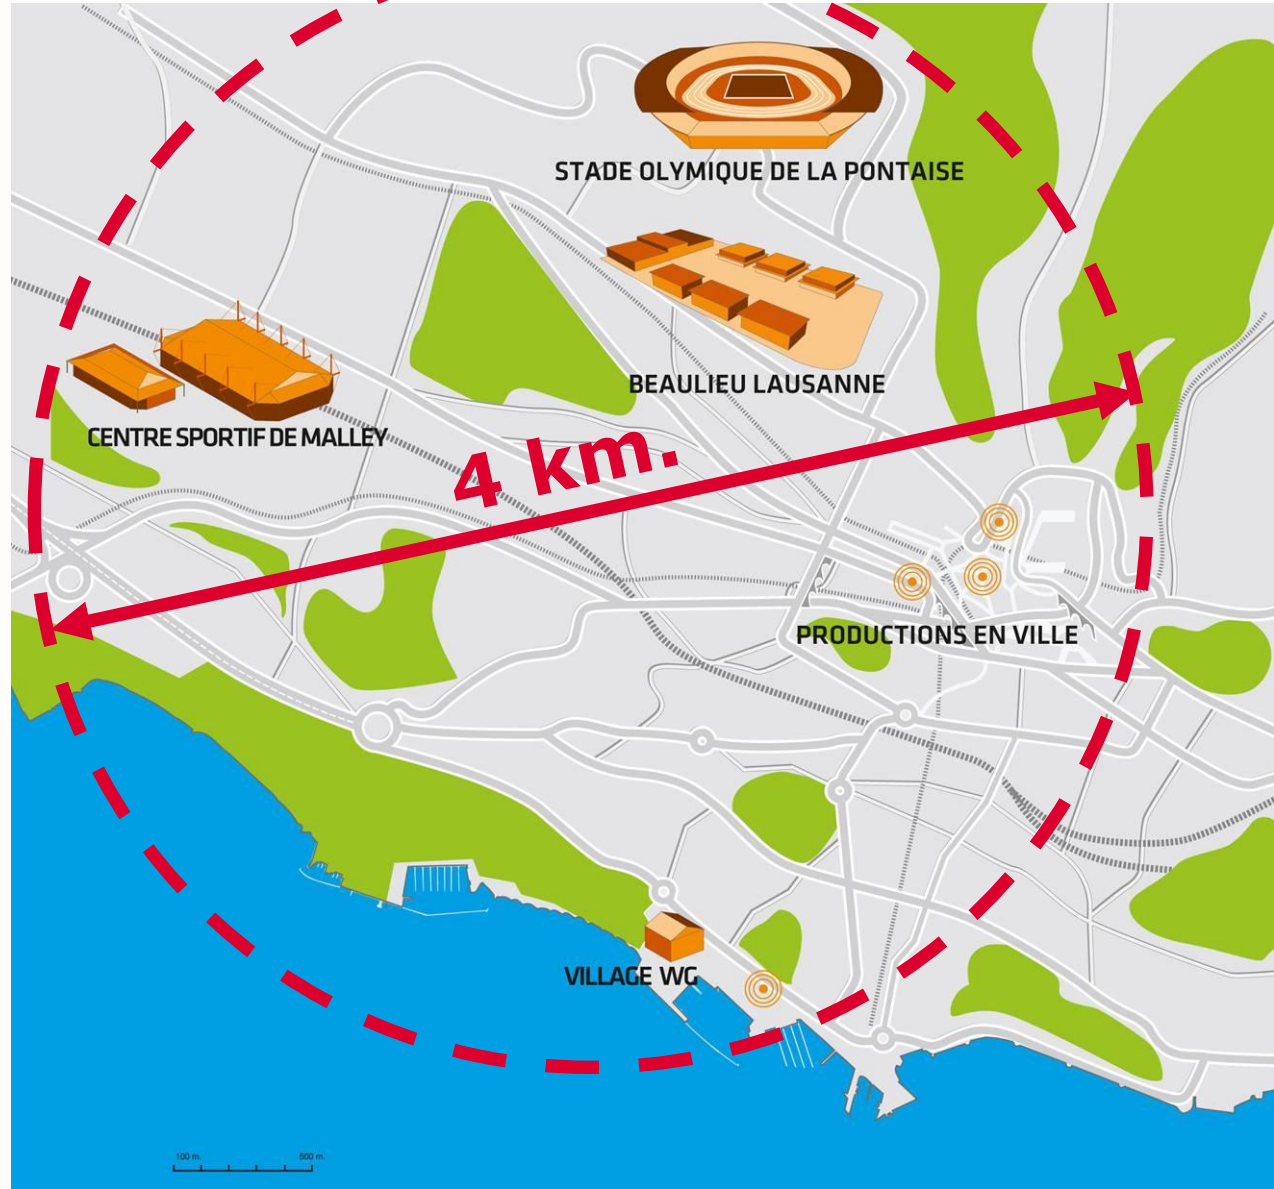 STADE OLYMIQUE DE LA PONTAISE
BEAULIEU LAUSANNE
CENTRE SPORTIF DE MALLEY
4 km.
PRODUCTIONS EN VILLE
VILLAGE WG
100 m. 500 m.